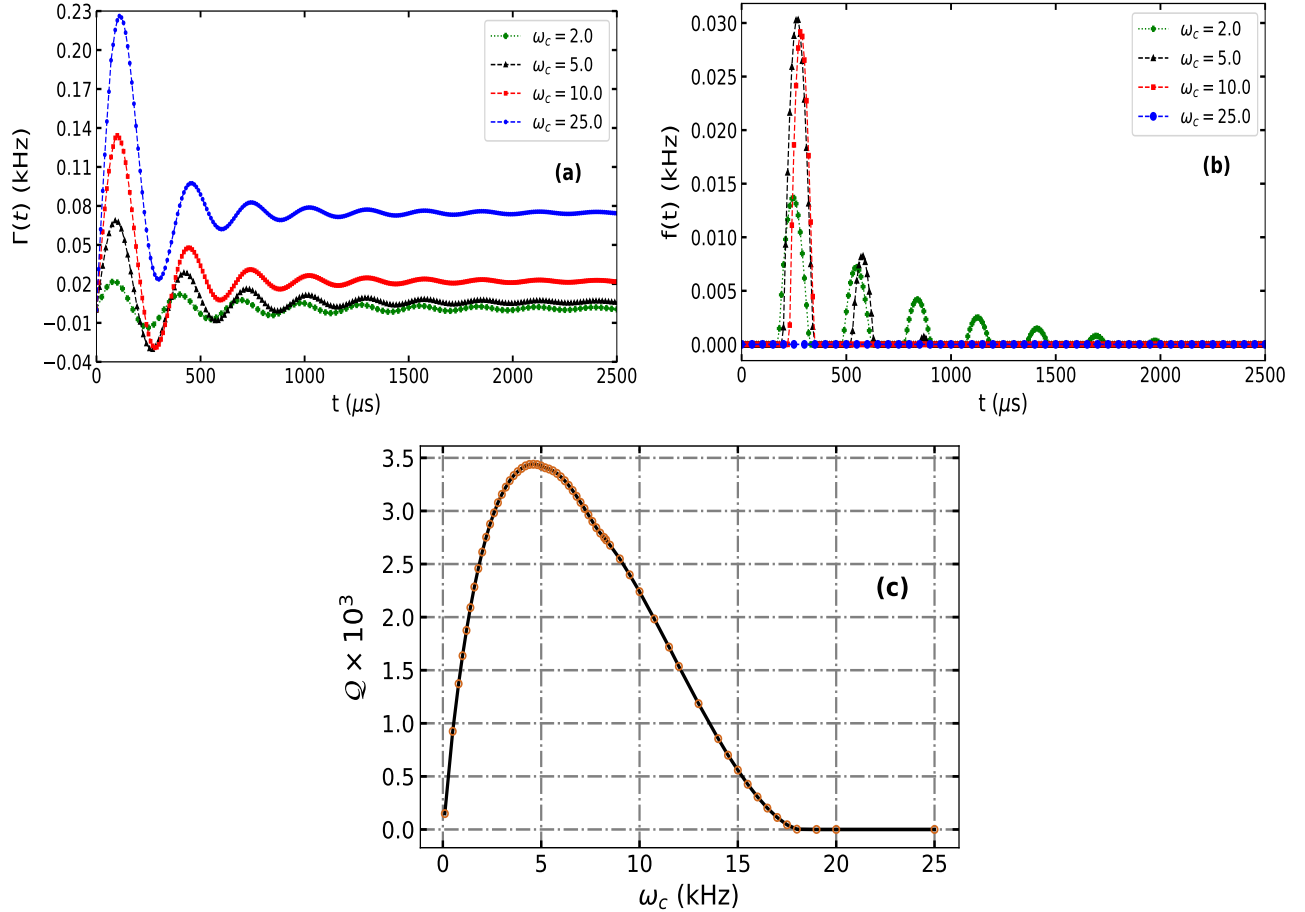 0.23
0.20
0.17
0.14
0.11
0.08
0.05
0.02
−0.01
−0.04
Γ(t) (kHz)
0 500 1000 1500 2000 2500
t (μs)
ω_c = 2.0
ω_c = 5.0
ω_c = 10.0
ω_c = 25.0
(a)
0.030
0.025
0.020
0.015
0.010
0.005
0.000
f(t) (kHz)
0 500 1000 1500 2000 2500
t (μs)
ω_c = 2.0
ω_c = 5.0
ω_c = 10.0
ω_c = 25.0
(b)
3.5
3.0
2.5
2.0
1.5
1.0
0.5
0.0
𝒬 × 10³
0 5 10 15 20 25
ω_c (kHz)
(c)